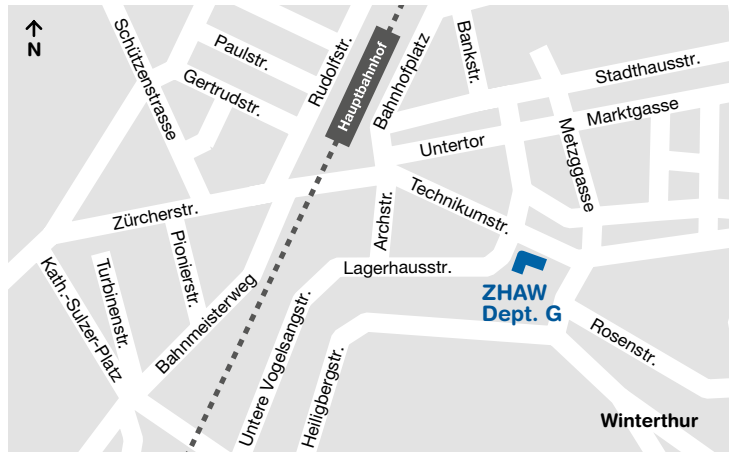 N
Schützenstrasse
Paulstr.
Gertrudstr.
Rudolfstr.
Hauptbahnhof
Bahnhofplatz
Bankstr.
Stadthausstr.
Marktgasse
Metzggasse
Untertor
Technikumstr.
Zürcherstr.
Pionierstr.
Archstr.
Lagerhausstr.
Turbinenstr.
Kath.-Sulzer-Platz
Bahnmeisterweg
Untere Vogelsangstr.
Heiligbergstr.
ZHAW
Dept. G
Rosenstr.
Winterthur